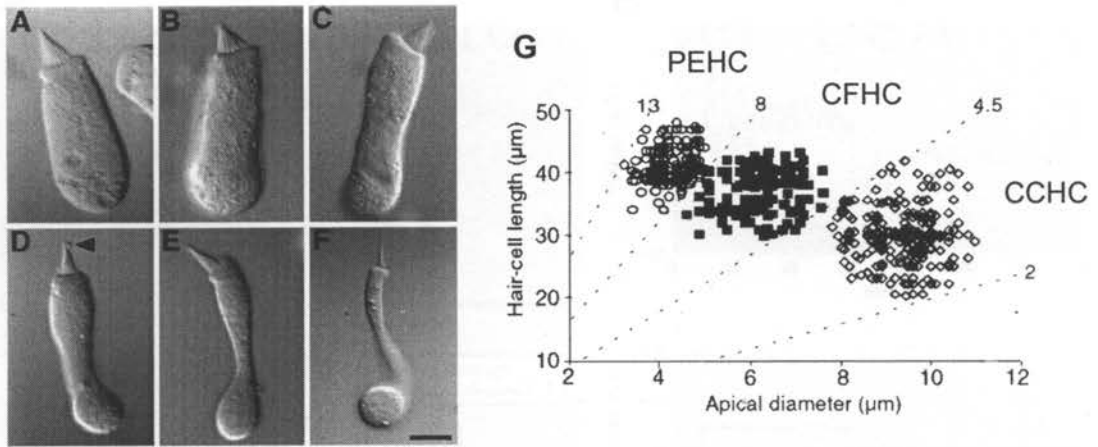 A
B
C
D
E
F
G
PEHC
CFHC
CCHC
13
8
4.5
2
50
40
30
20
10
2
4
6
8
10
12
Hair-cell length (µm)
Apical diameter (µm)